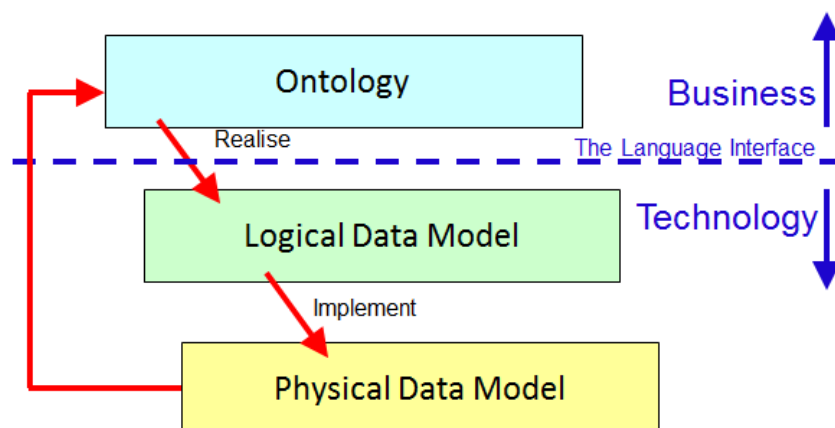 Ontology
Business
Realise
The Language Interface
Logical Data Model
Technology
Implement
Physical Data Model